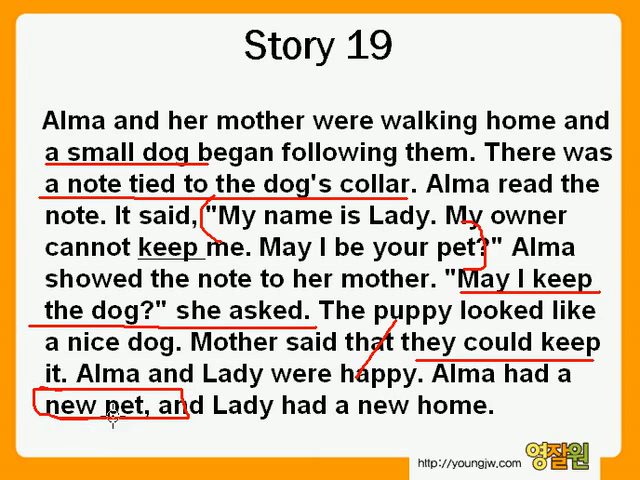 Story 19
Alma and her mother were walking home and
a small dog began following them. There was
a note tied to the dog's collar. Alma read the
note. It said, "My name is Lady. My owner
cannot keep me. May I be your pet?" Alma
showed the note to her mother. "May I keep
the dog?" she asked. The puppy looked like
a nice dog. Mother said that they could keep
it. Alma and Lady were happy. Alma had a
new pet, and Lady had a new home.
http://youngjw.com 영잘원